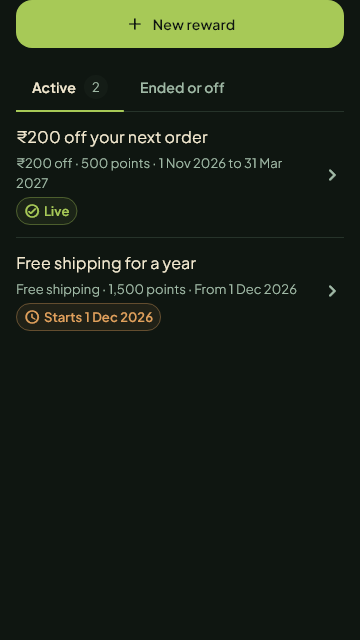 + New reward
Active 2 Ended or off
₹200 off your next order
₹200 off · 500 points · 1 Nov 2026 to 31 Mar
2027
Live
Free shipping for a year
Free shipping · 1,500 points · From 1 Dec 2026
Starts 1 Dec 2026